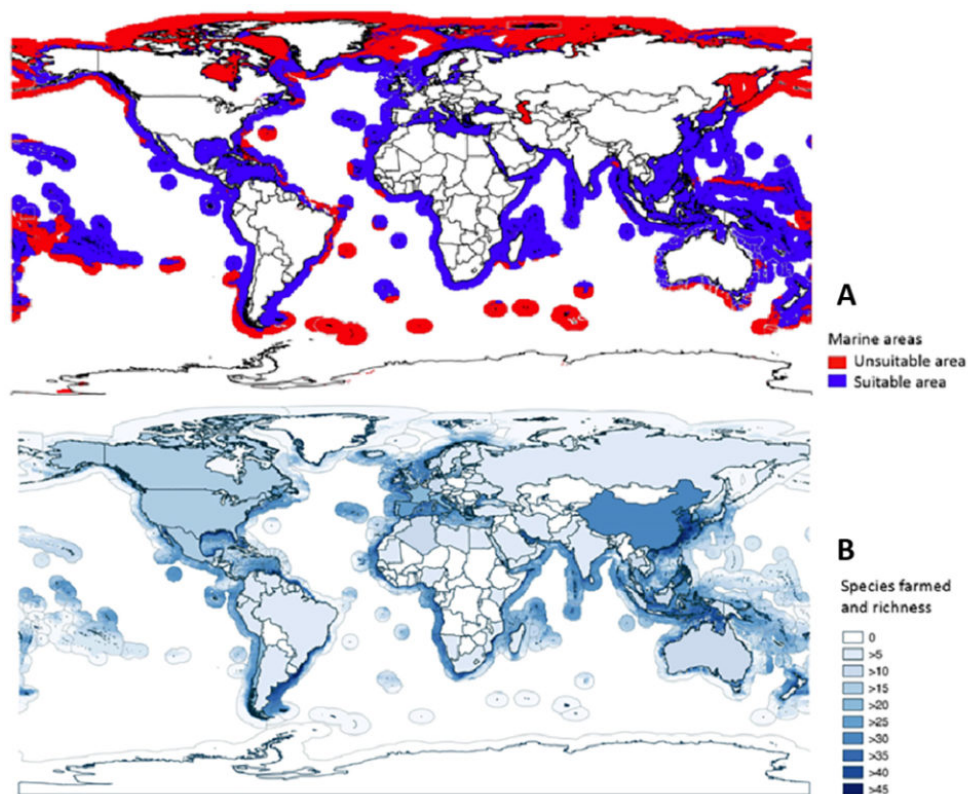 A
Marine areas
Unsuitable area
Suitable area
B
Species farmed
and richness
0
>5
>10
>15
>20
>25
>30
>35
>40
>45